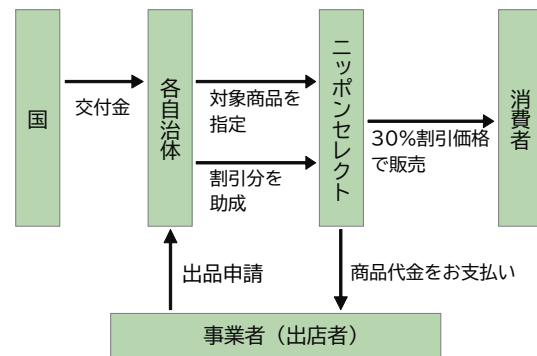 国
交付金
各自治体
対象商品を
指定
割引分を
助成
ニッポンセレクト
30%割引価格
で販売
消費者
出品申請
商品代金をお支払い
事業者（出店者）